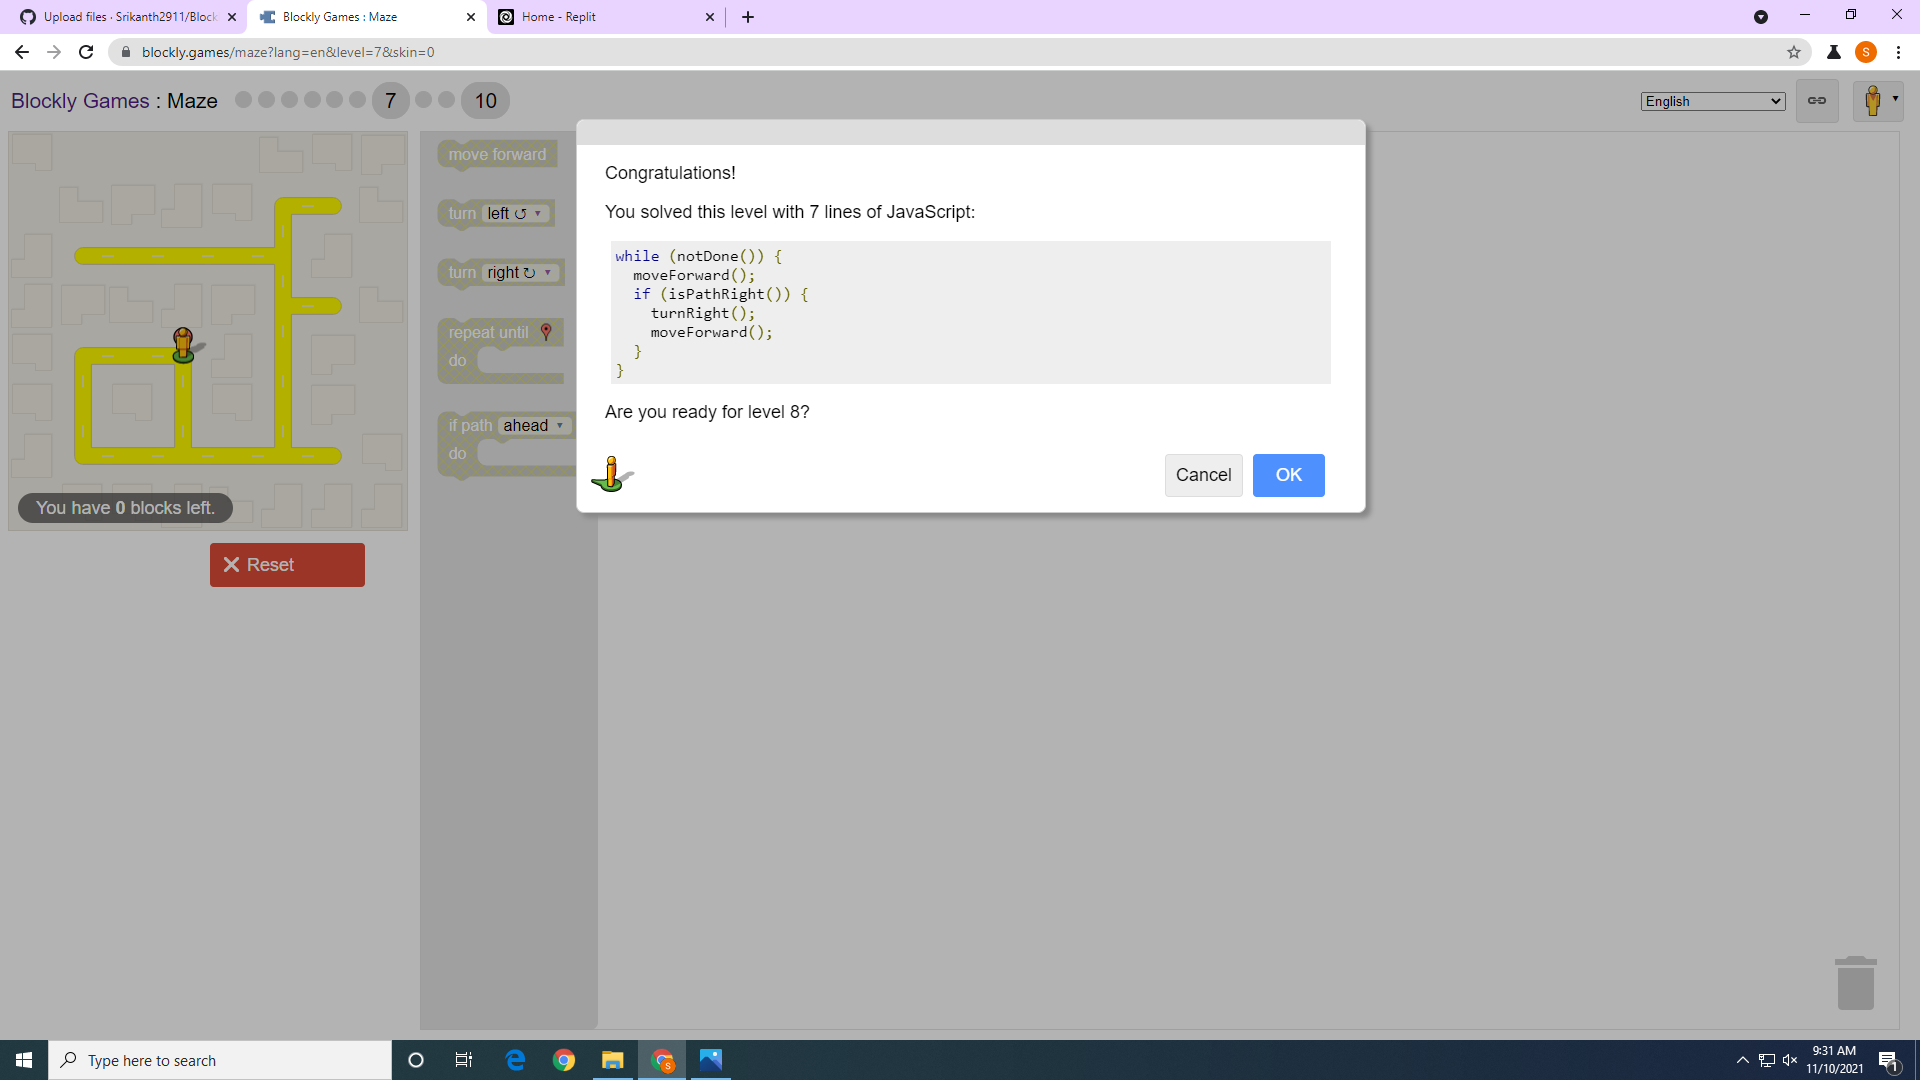 Upload files · Srikanth2911/Block
Blockly Games : Maze
Home - Replit
blockly.games/maze?lang=en&level=7&skin=0
S
Blockly Games : Maze
7
10
English
move forward
turn left ↺ ▾
turn right ↻ ▾
repeat until
do
if path ahead ▾
do
You have 0 blocks left.
Reset
Congratulations!
You solved this level with 7 lines of JavaScript:
while (notDone()) {
moveForward();
if (isPathRight()) {
turnRight();
moveForward();
}
}
Are you ready for level 8?
Cancel
OK
Type here to search
S
9:31 AM
11/10/2021
1